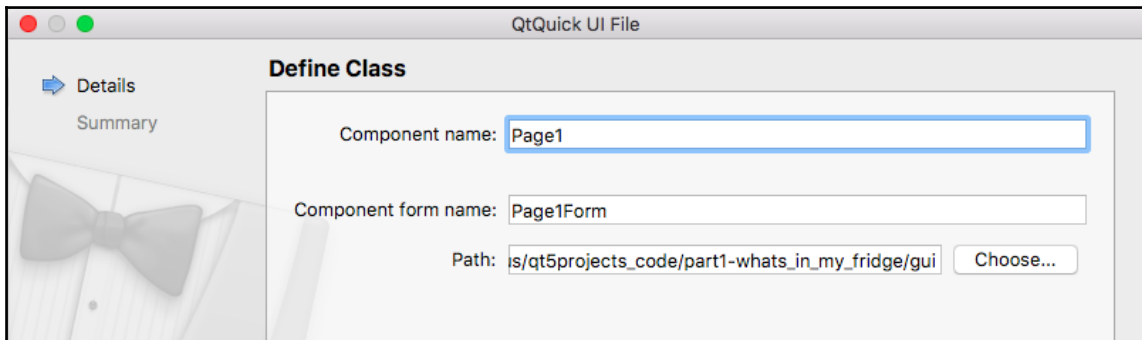 QtQuick UI File
Details
Summary
Define Class
Component name: Page1
Component form name: Page1Form
Path: us/qt5projects_code/part1-whats_in_my_fridge/gui Choose...